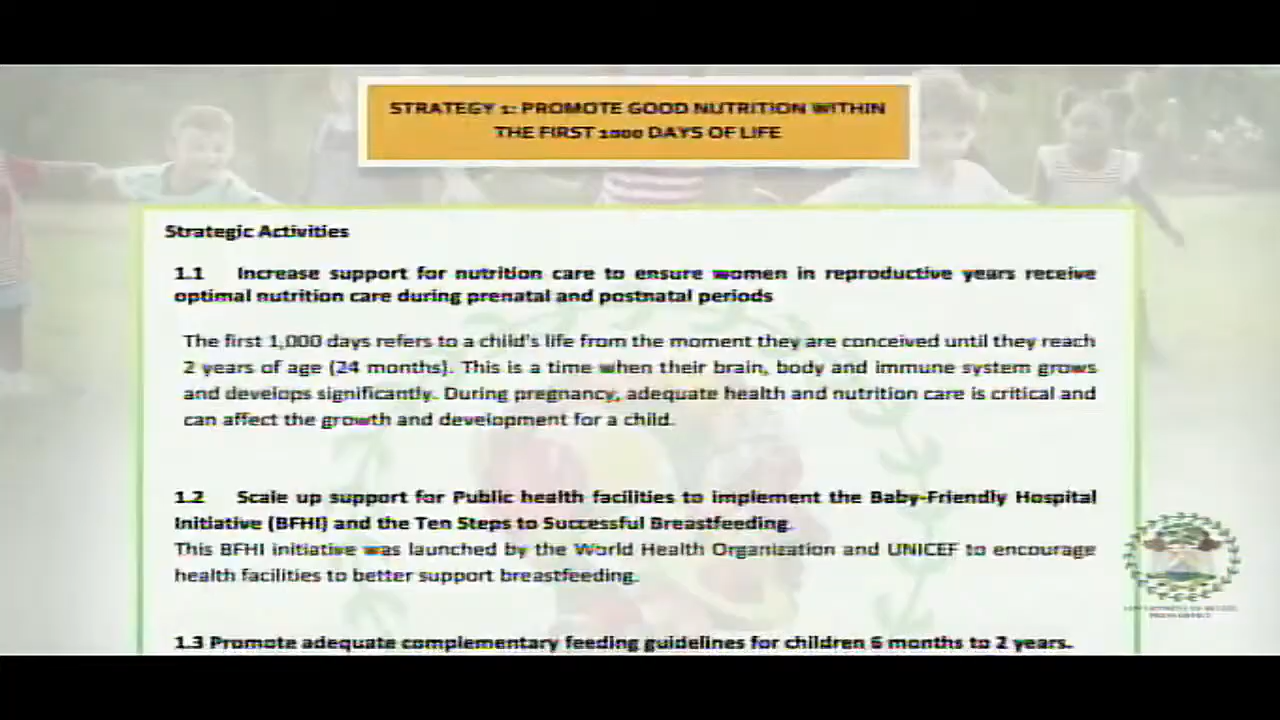 STRATEGY 1: PROMOTE GOOD NUTRITION WITHIN
THE FIRST 1000 DAYS OF LIFE
Strategic Activities
1.1 Increase support for nutrition care to ensure women in reproductive years receive
optimal nutrition care during prenatal and postnatal periods
The first 1,000 days refers to a child's life from the moment they are conceived until they reach
2 years of age (24 months). This is a time when their brain, body and immune system grows
and develops significantly. During pregnancy, adequate health and nutrition care is critical and
can affect the growth and development for a child.
1.2 Scale up support for Public health facilities to implement the Baby-Friendly Hospital
Initiative (BFHI) and the Ten Steps to Successful Breastfeeding.
This BFHI initiative was launched by the World Health Organization and UNICEF to encourage
health facilities to better support breastfeeding.
1.3 Promote adequate complementary feeding guidelines for children 6 months to 2 years.